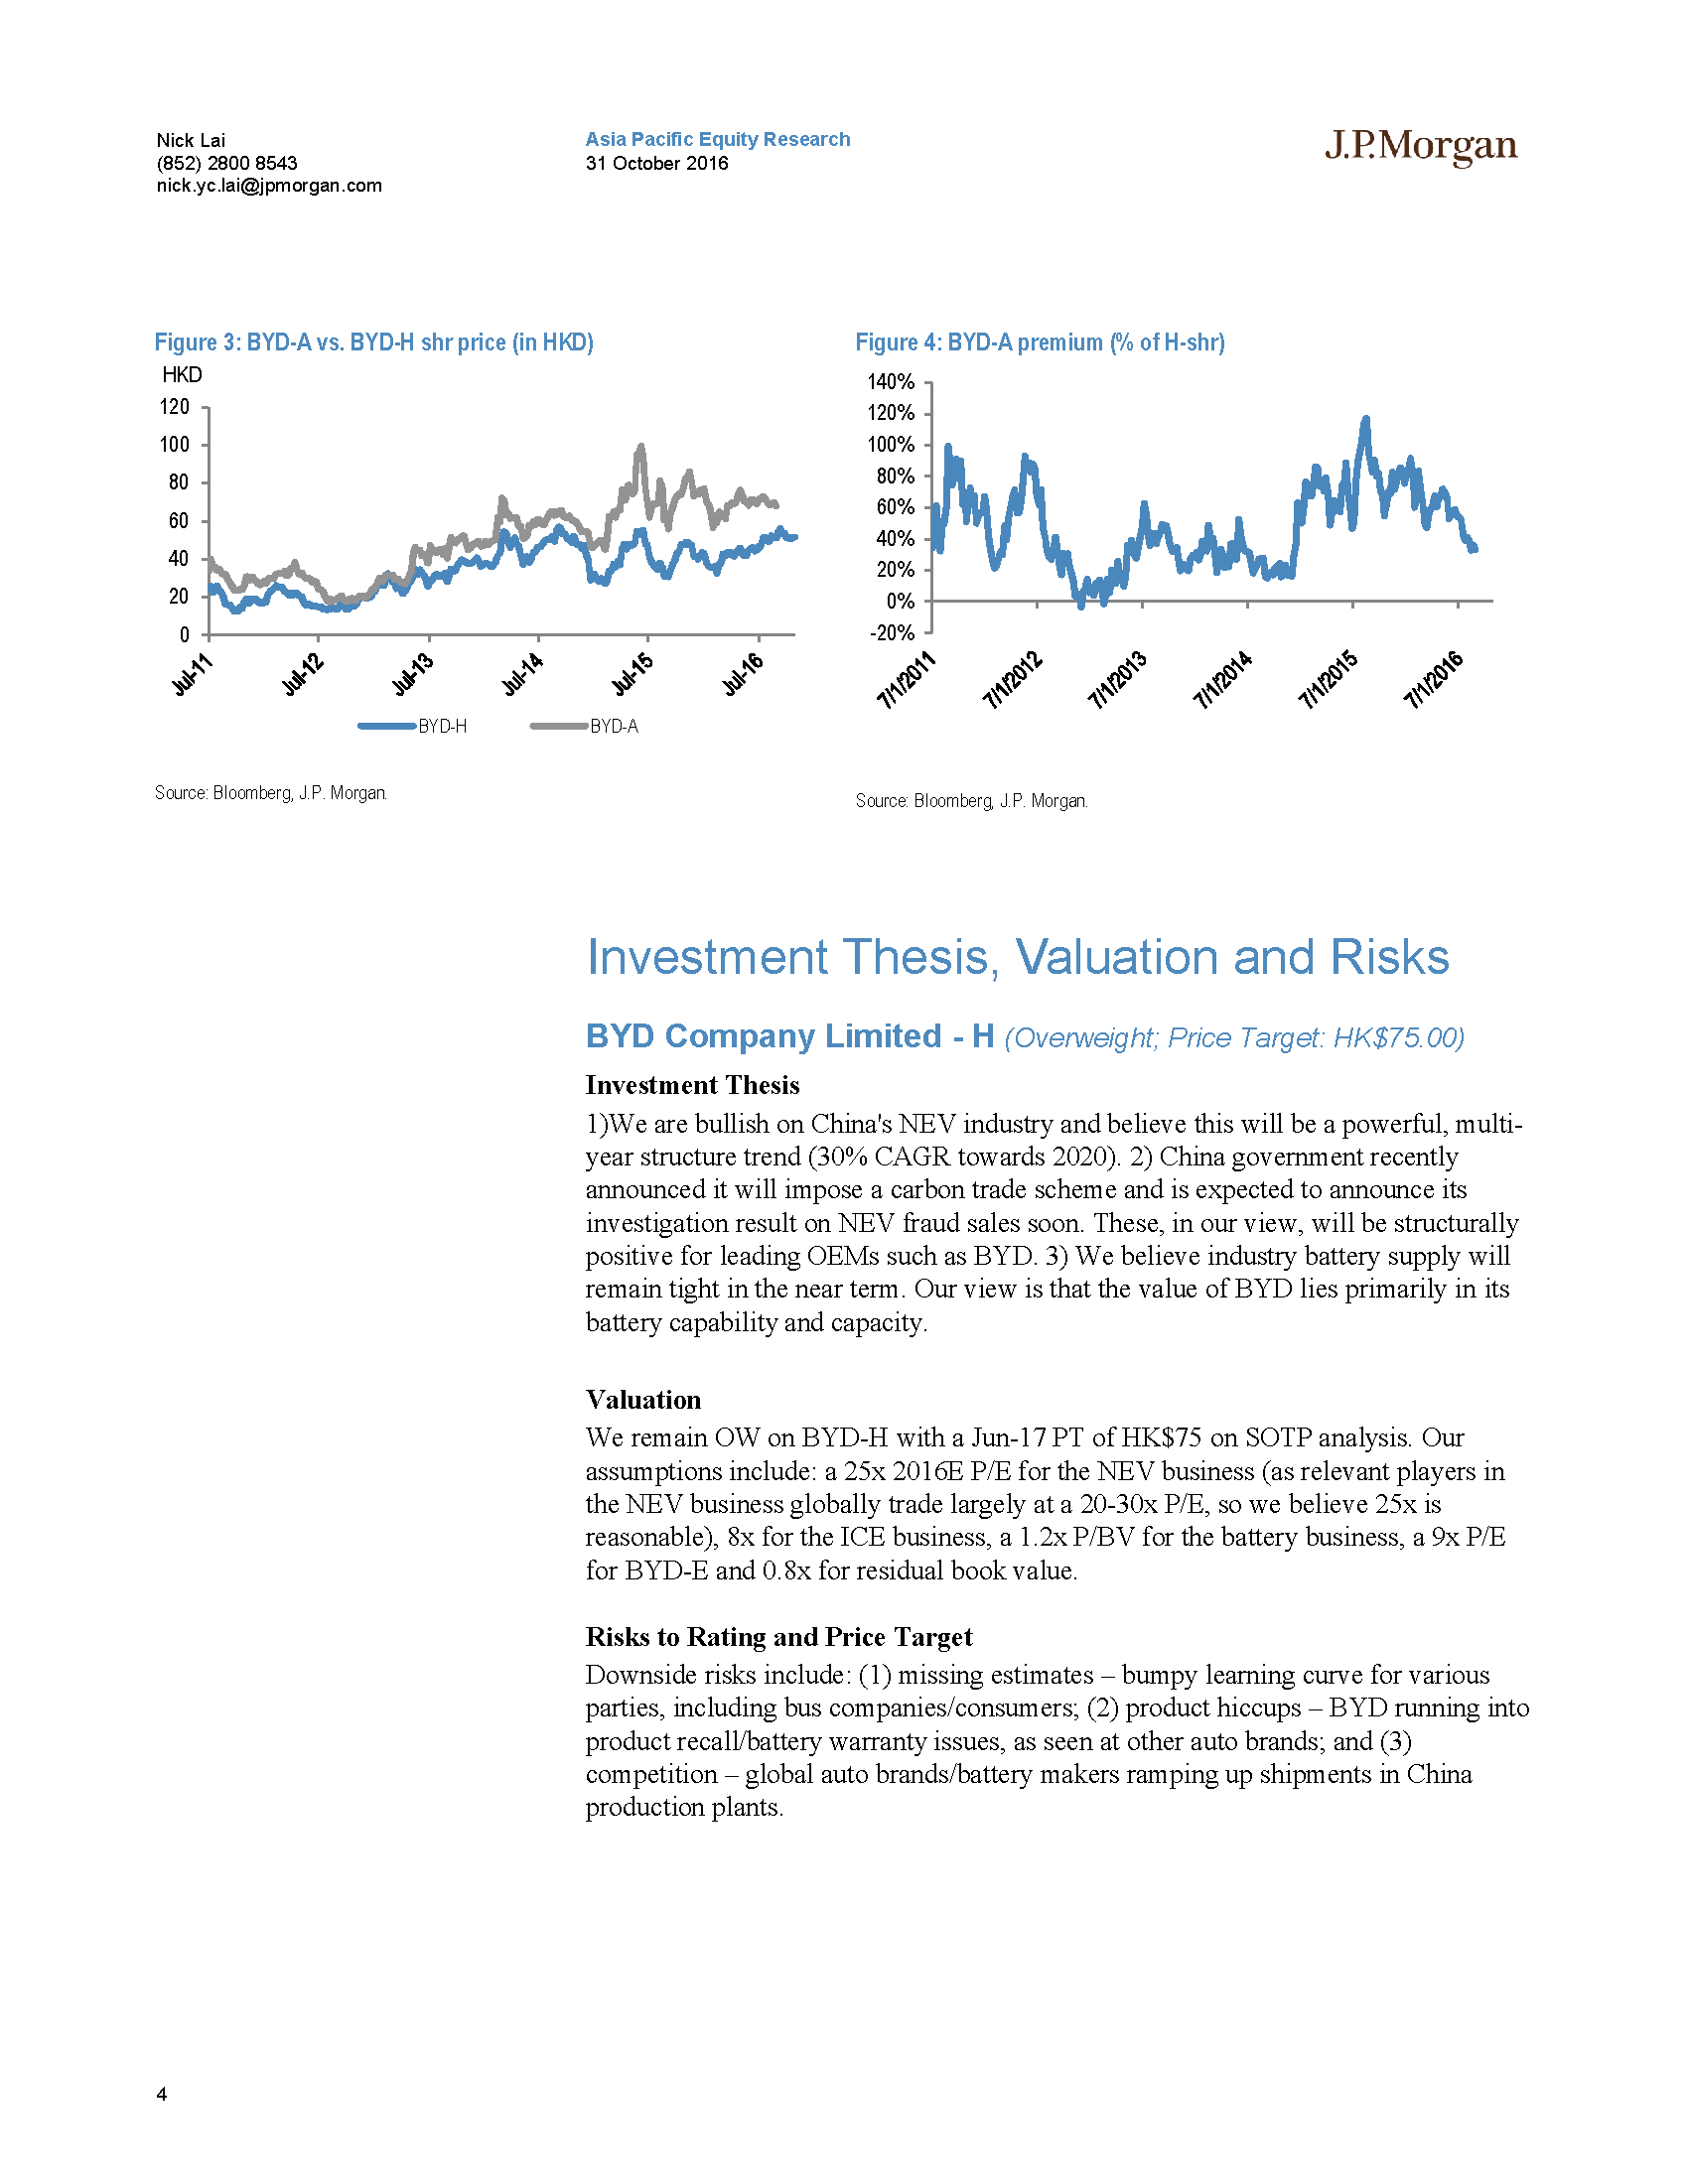 Nick Lai
(852) 2800 8543
nick.yc.lai@jpmorgan.com
Asia Pacific Equity Research
31 October 2016
J.P.Morgan
Figure 3: BYD-A vs. BYD-H shr price (in HKD)
HKD
120
100
80
60
40
20
0
Jul-11
Jul-12
Jul-13
Jul-14
Jul-15
Jul-16
BYD-H
BYD-A
Source: Bloomberg, J.P. Morgan.
Figure 4: BYD-A premium (% of H-shr)
140%
120%
100%
80%
60%
40%
20%
0%
-20%
7/1/2011
7/1/2012
7/1/2013
7/1/2014
7/1/2015
7/1/2016
Source: Bloomberg, J.P. Morgan.
Investment Thesis, Valuation and Risks
BYD Company Limited - H (Overweight; Price Target: HK$75.00)
Investment Thesis
1)We are bullish on China's NEV industry and believe this will be a powerful, multi-
year structure trend (30% CAGR towards 2020). 2) China government recently
announced it will impose a carbon trade scheme and is expected to announce its
investigation result on NEV fraud sales soon. These, in our view, will be structurally
positive for leading OEMs such as BYD. 3) We believe industry battery supply will
remain tight in the near term. Our view is that the value of BYD lies primarily in its
battery capability and capacity.
Valuation
We remain OW on BYD-H with a Jun-17 PT of HK$75 on SOTP analysis. Our
assumptions include: a 25x 2016E P/E for the NEV business (as relevant players in
the NEV business globally trade largely at a 20-30x P/E, so we believe 25x is
reasonable), 8x for the ICE business, a 1.2x P/BV for the battery business, a 9x P/E
for BYD-E and 0.8x for residual book value.
Risks to Rating and Price Target
Downside risks include: (1) missing estimates – bumpy learning curve for various
parties, including bus companies/consumers; (2) product hiccups – BYD running into
product recall/battery warranty issues, as seen at other auto brands; and (3)
competition – global auto brands/battery makers ramping up shipments in China
production plants.
4